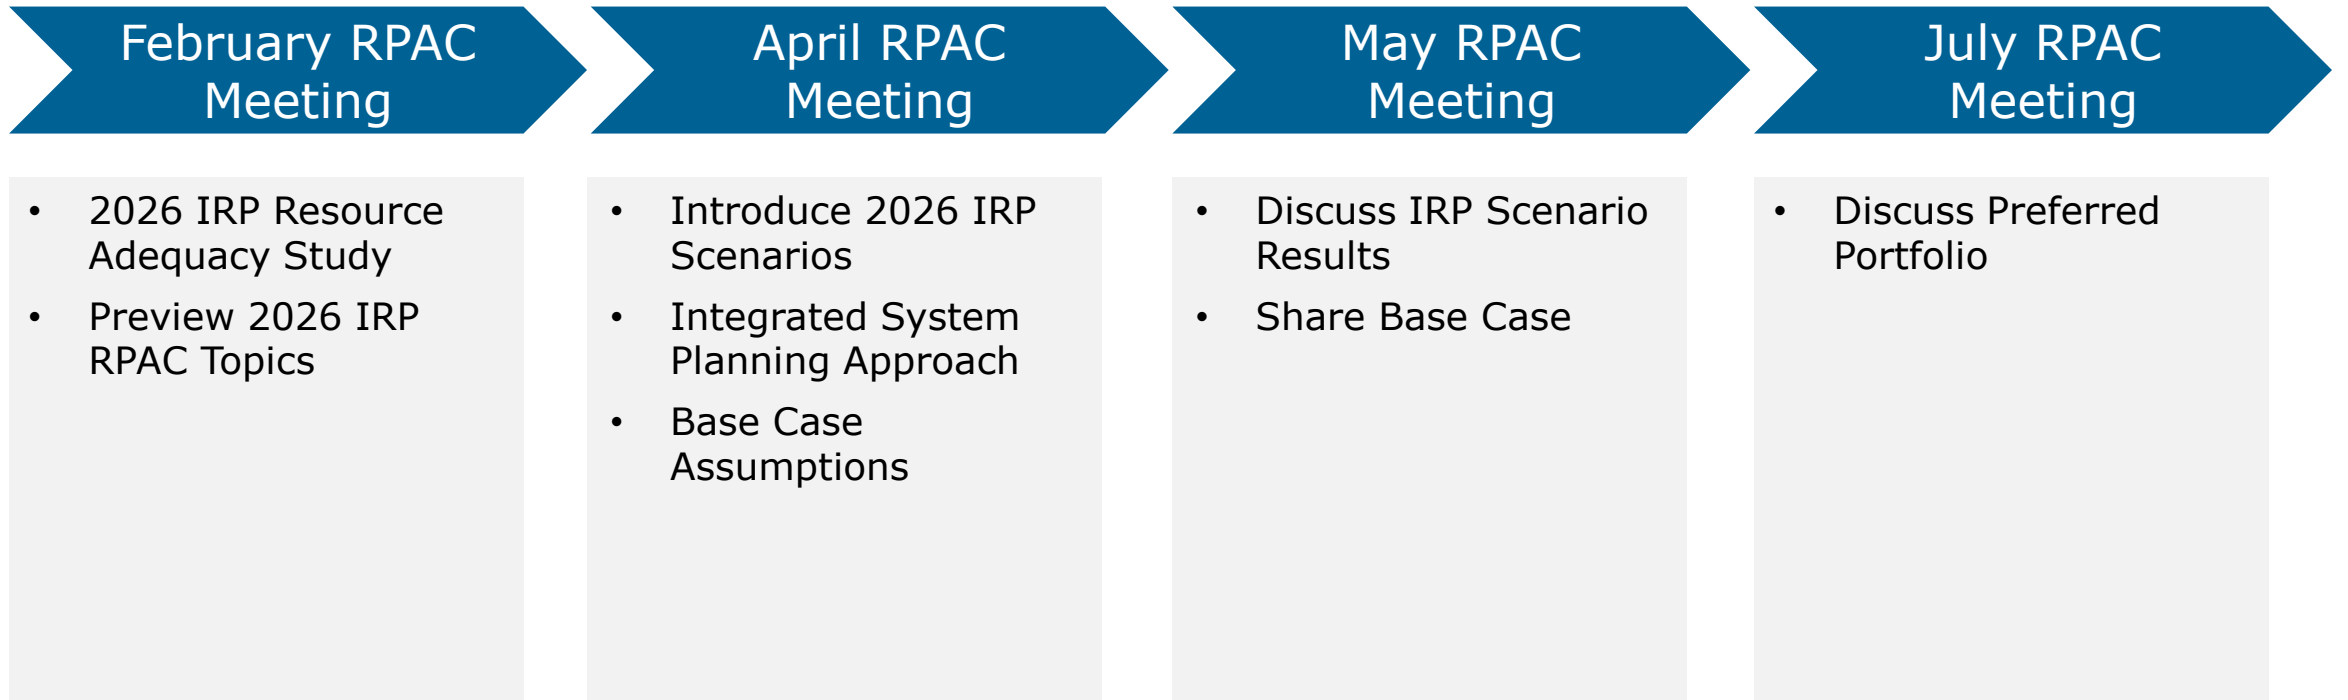 February RPAC
Meeting
• 2026 IRP Resource
Adequacy Study
• Preview 2026 IRP
RPAC Topics
April RPAC
Meeting
• Introduce 2026 IRP
Scenarios
• Integrated System
Planning Approach
• Base Case
Assumptions
May RPAC
Meeting
• Discuss IRP Scenario
Results
• Share Base Case
July RPAC
Meeting
• Discuss Preferred
Portfolio